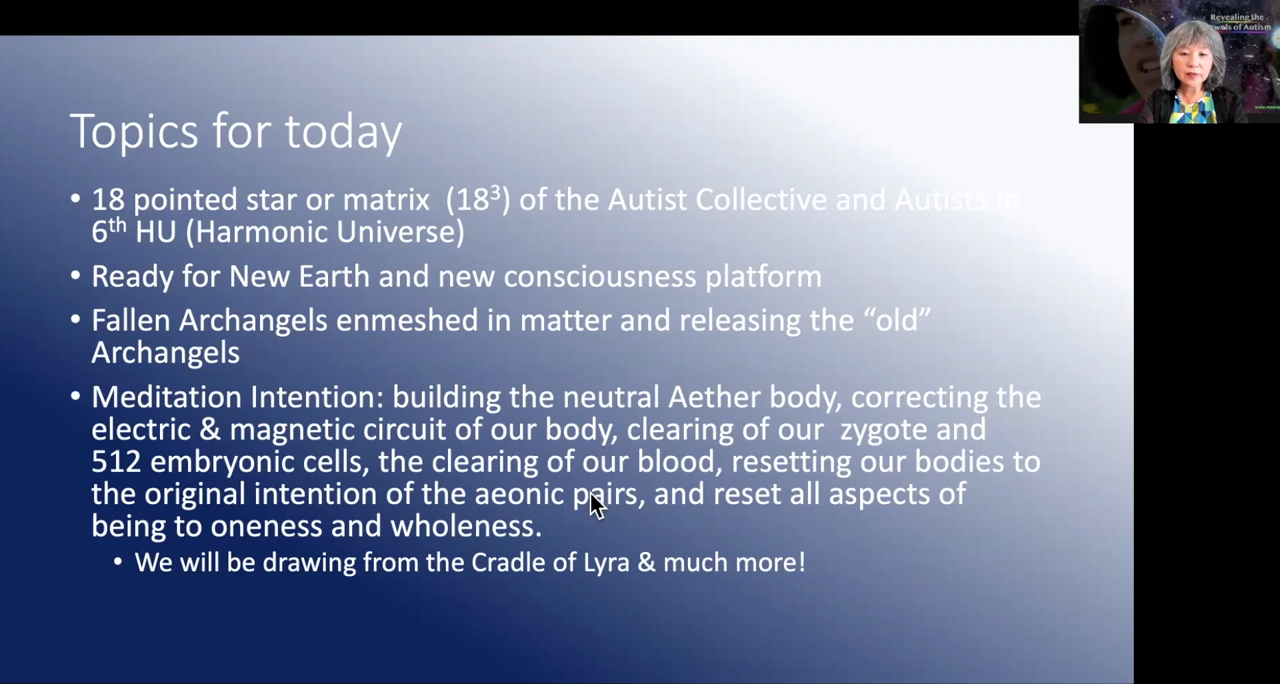 Revealing the
wels of Autism
Topics for today
• 18 pointed star or matrix (18³) of the Autist Collective and Autists in
6th HU (Harmonic Universe)
• Ready for New Earth and new consciousness platform
• Fallen Archangels enmeshed in matter and releasing the “old”
Archangels
• Meditation Intention: building the neutral Aether body, correcting the
electric & magnetic circuit of our body, clearing of our zygote and
512 embryonic cells, the clearing of our blood, resetting our bodies to
the original intention of the aeonic pairs, and reset all aspects of
being to oneness and wholeness.
• We will be drawing from the Cradle of Lyra & much more!